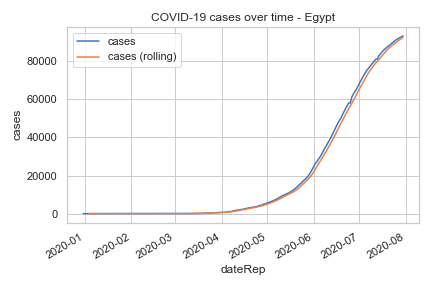 COVID-19 cases over time - Egypt
cases
cases (rolling)
80000
60000
40000
20000
0
cases
2020-01
2020-02
2020-03
2020-04
2020-05
2020-06
2020-07
2020-08
dateRep